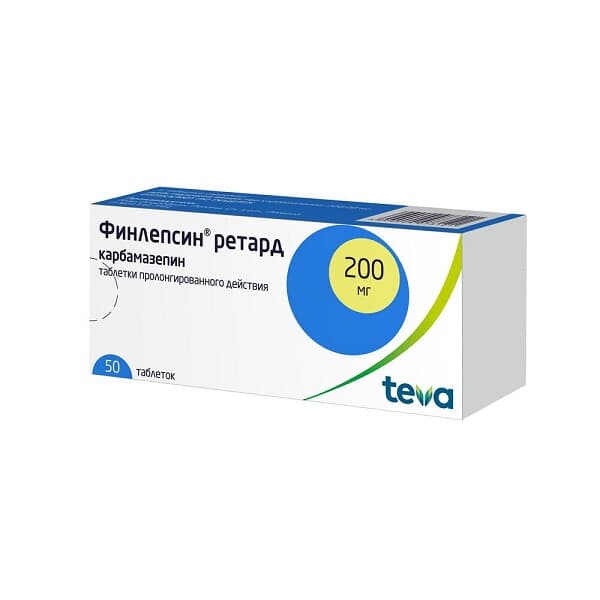 Финлепсин® ретард
карбамазепин
таблетки пролонгированного действия
200
мг
50 таблеток
teva